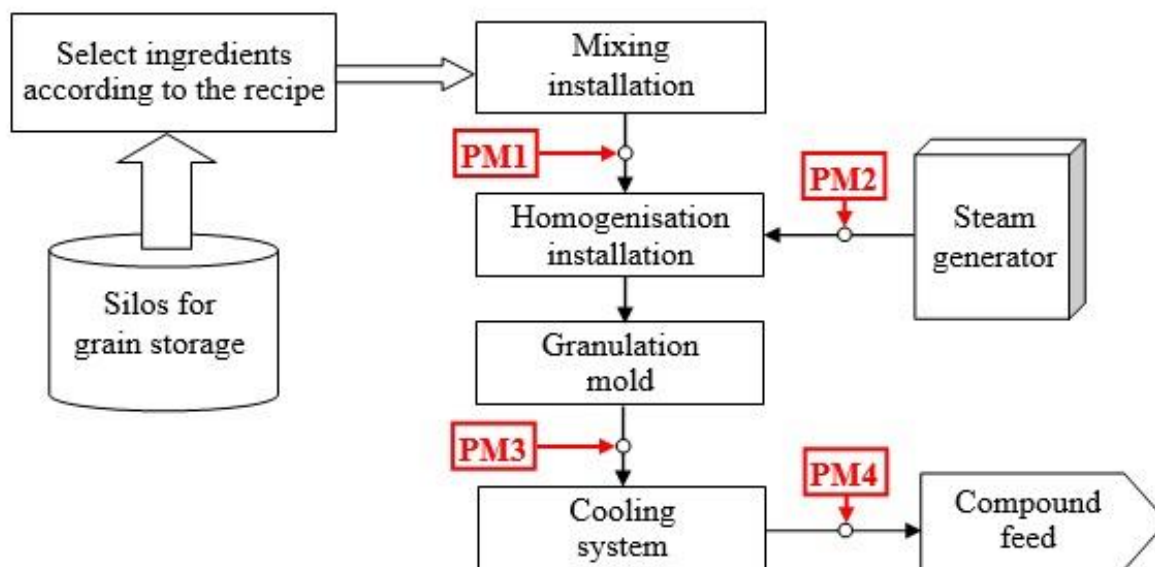 Select ingredients
according to the recipe
Mixing
installation
PM1
PM2
Homogenisation
installation
Steam
generator
Silos for
grain storage
Granulation
mold
PM3
PM4
Cooling
system
Compound
feed